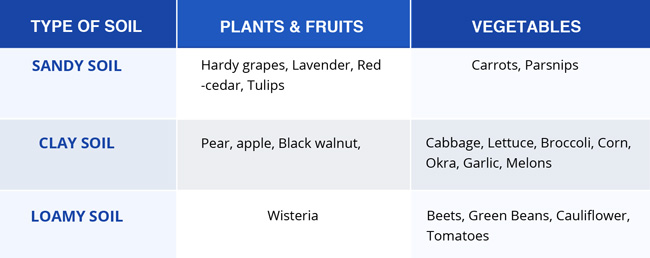 TYPE OF SOIL
PLANTS & FRUITS
VEGETABLES
SANDY SOIL
Hardy grapes, Lavender, Red
-cedar, Tulips
Carrots, Parsnips
CLAY SOIL
Pear, apple, Black walnut,
Cabbage, Lettuce, Broccoli, Corn,
Okra, Garlic, Melons
LOAMY SOIL
Wisteria
Beets, Green Beans, Cauliflower,
Tomatoes